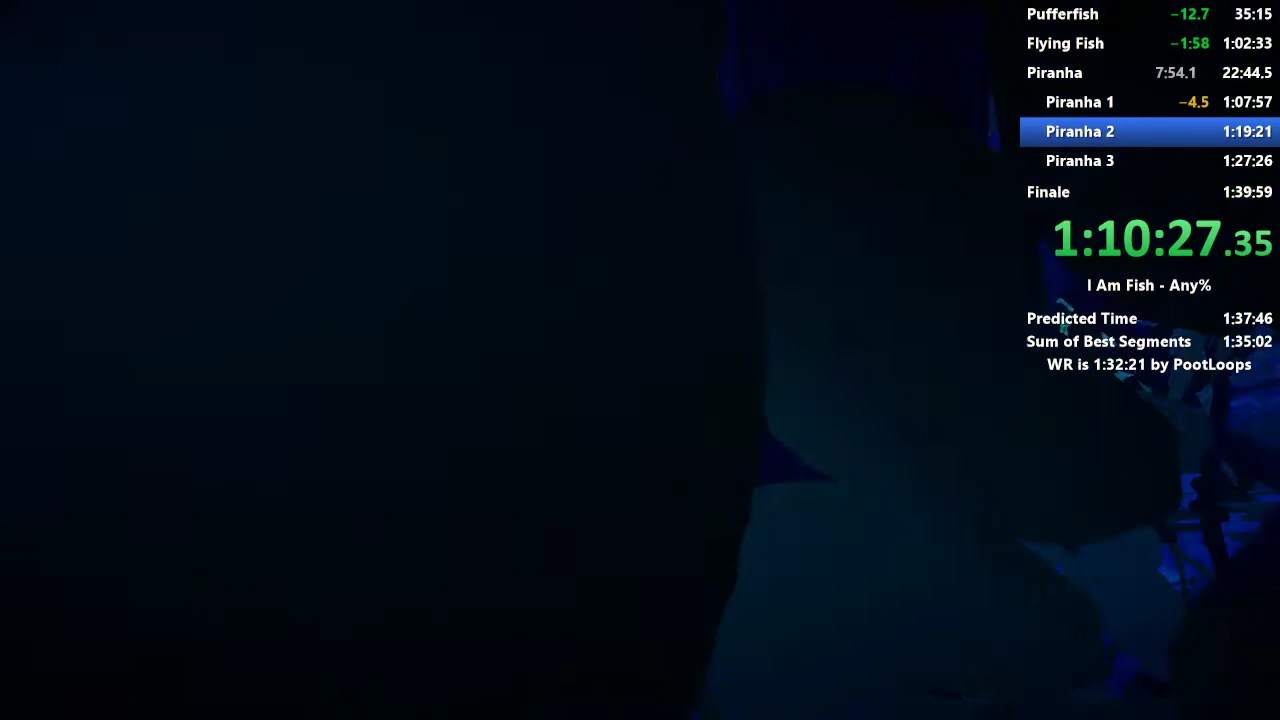 Pufferfish −12.7 35:15
Flying Fish −1:58 1:02:33
Piranha 7:54.1 22:44.5
Piranha 1 −4.5 1:07:57
Piranha 2 1:19:21
Piranha 3 1:27:26
Finale 1:39:59
1:10:27.35
I Am Fish - Any%
Predicted Time 1:37:46
Sum of Best Segments 1:35:02
WR is 1:32:21 by PootLoops